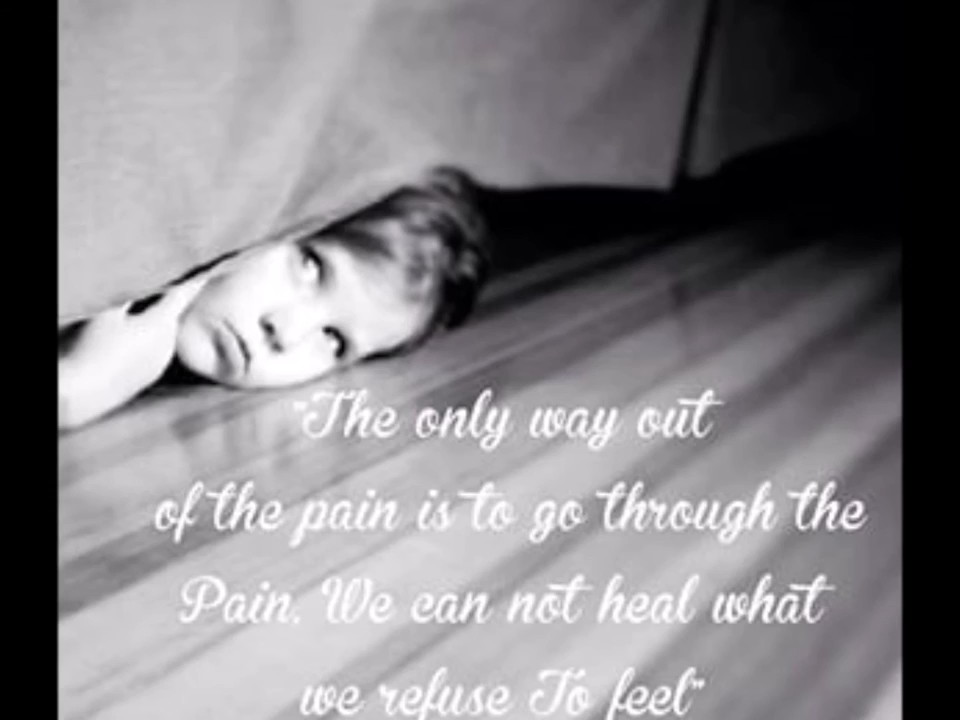 "The only way out
of the pain is to go through the
Pain. We can not heal what
we refuse To feel"